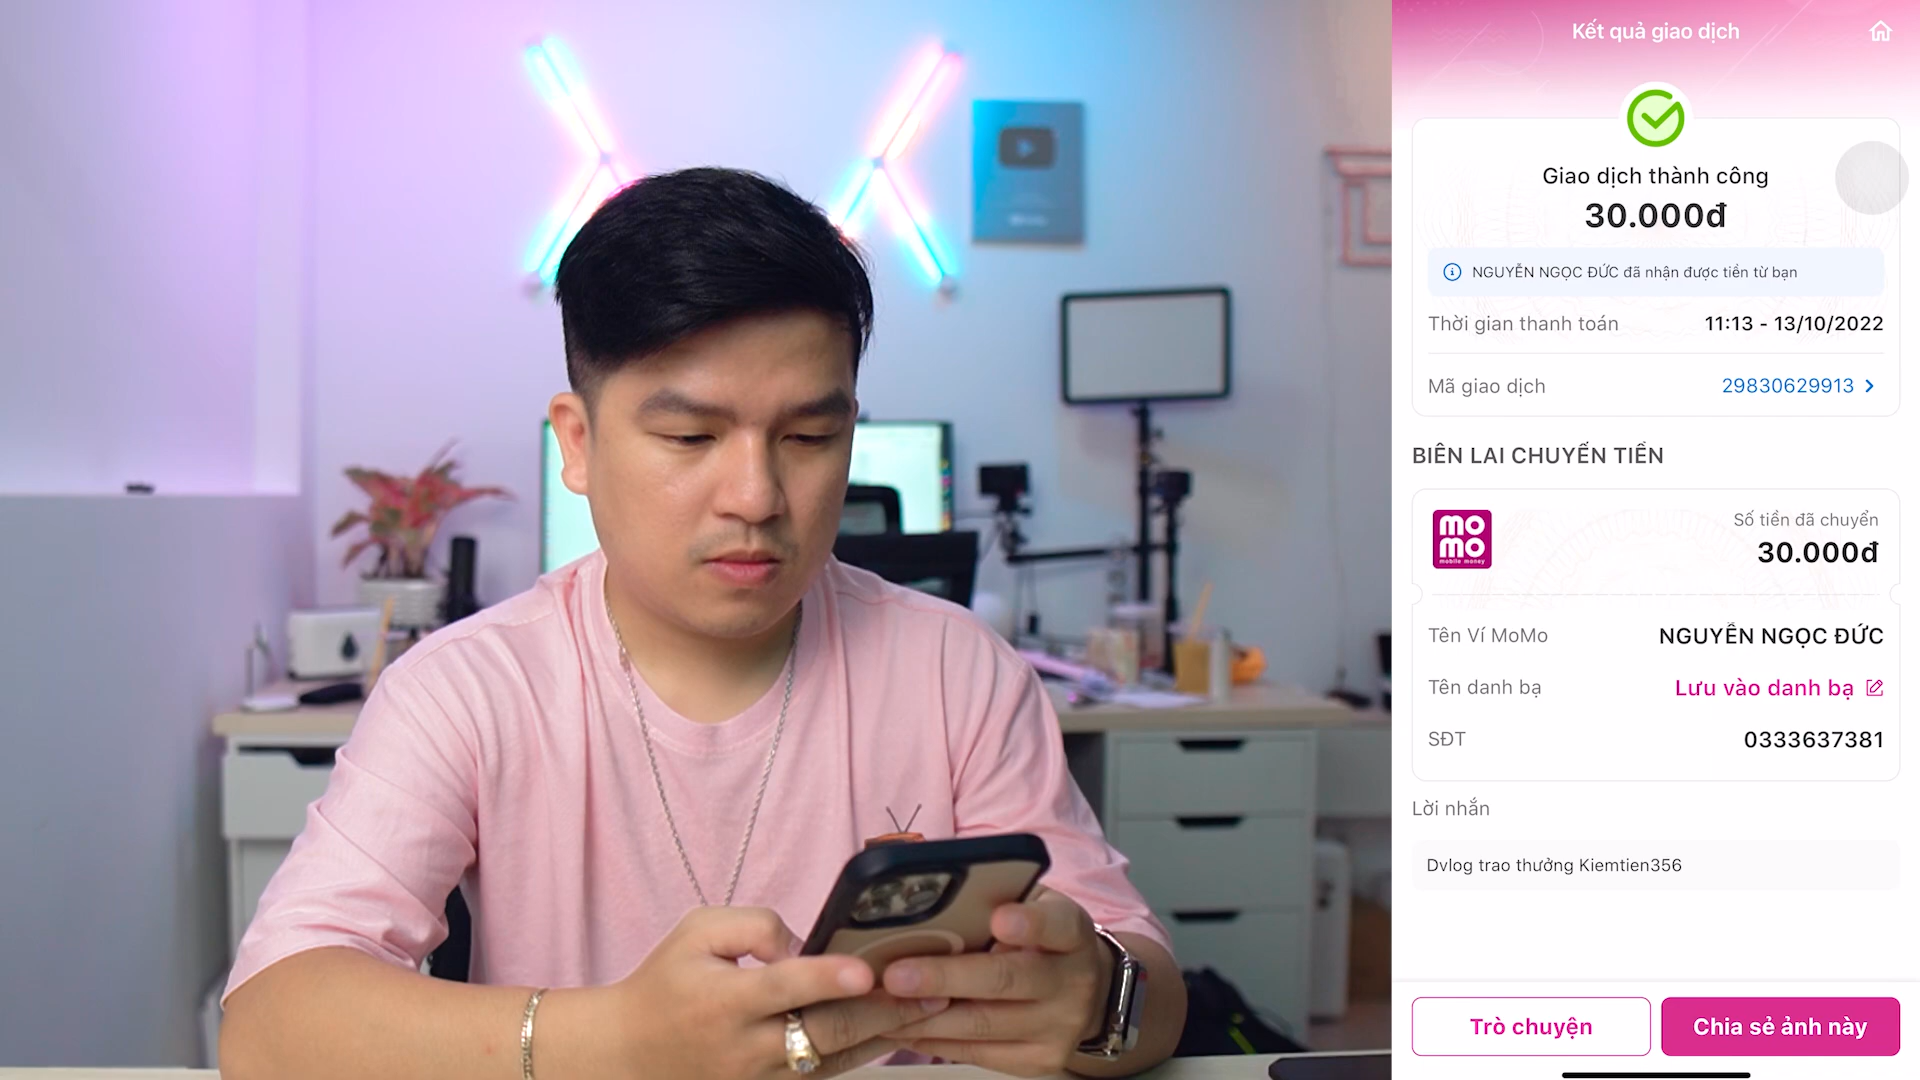 Kết quả giao dịch
Giao dịch thành công
30.000đ
NGUYỄN NGỌC ĐỨC đã nhận được tiền từ bạn
Thời gian thanh toán 11:13 - 13/10/2022
Mã giao dịch 29830629913
BIÊN LAI CHUYỂN TIỀN
mo
mo
mobile money
Số tiền đã chuyển
30.000đ
Tên Ví MoMo NGUYỄN NGỌC ĐỨC
Tên danh bạ Lưu vào danh bạ
SĐT 0333637381
Lời nhắn
Dvlog trao thưởng Kiemtien356
Trò chuyện Chia sẻ ảnh này